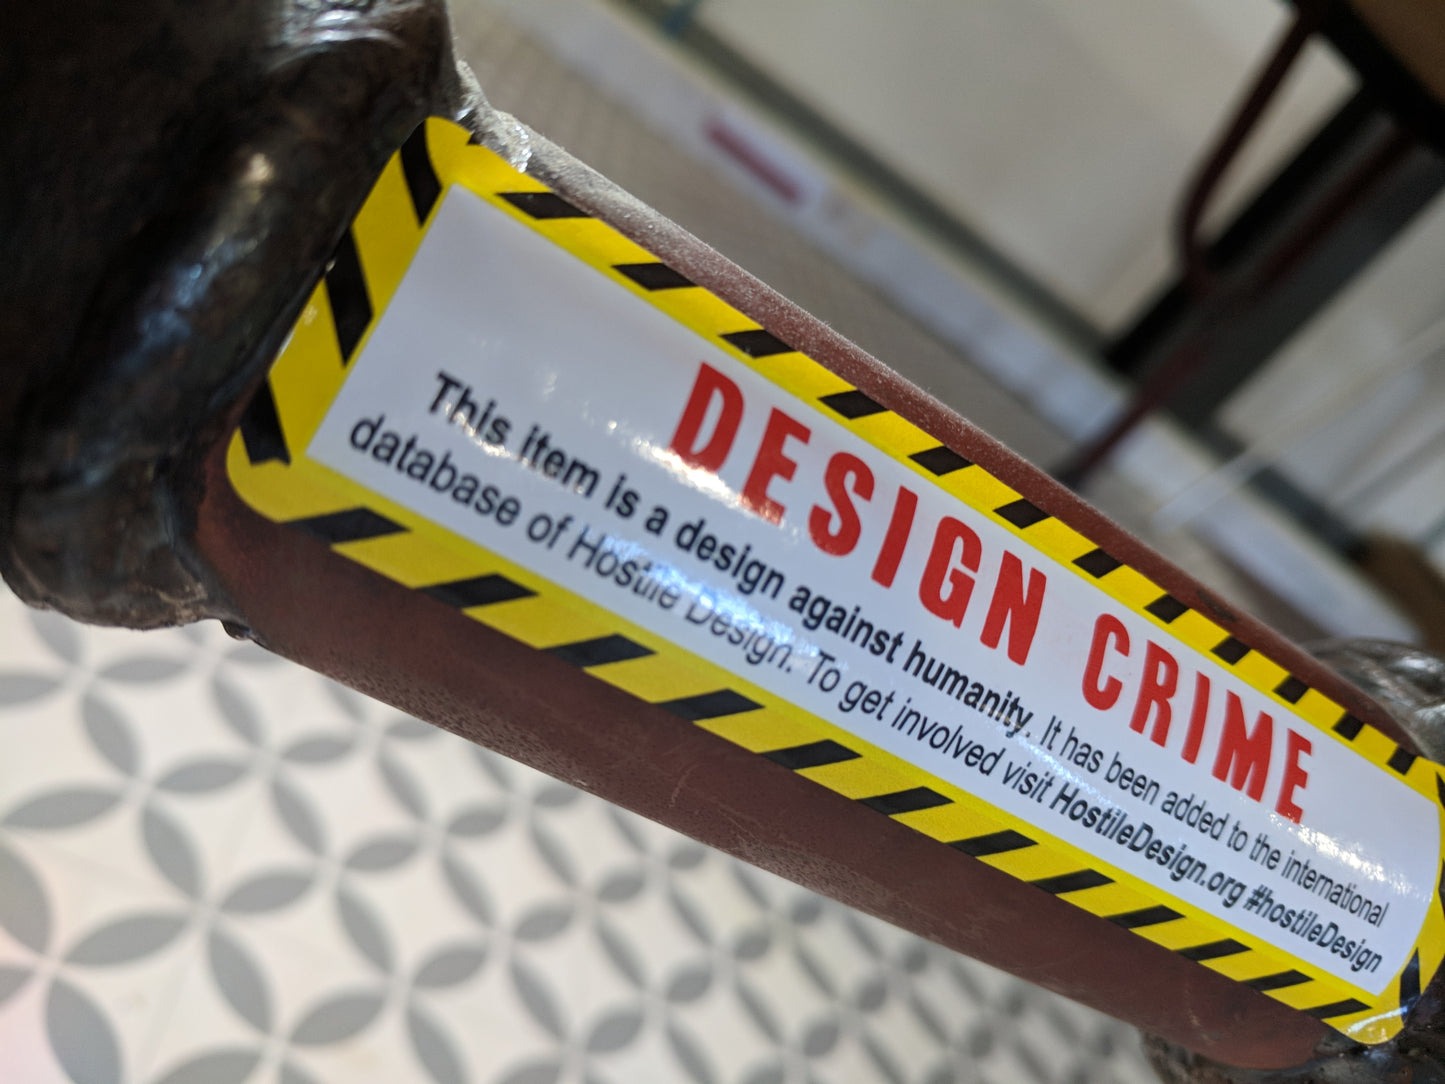 DESIGN CRIME
This item is a design against humanity. It has been added to the international
database of Hostile Design. To get involved visit HostileDesign.org #hostileDesign